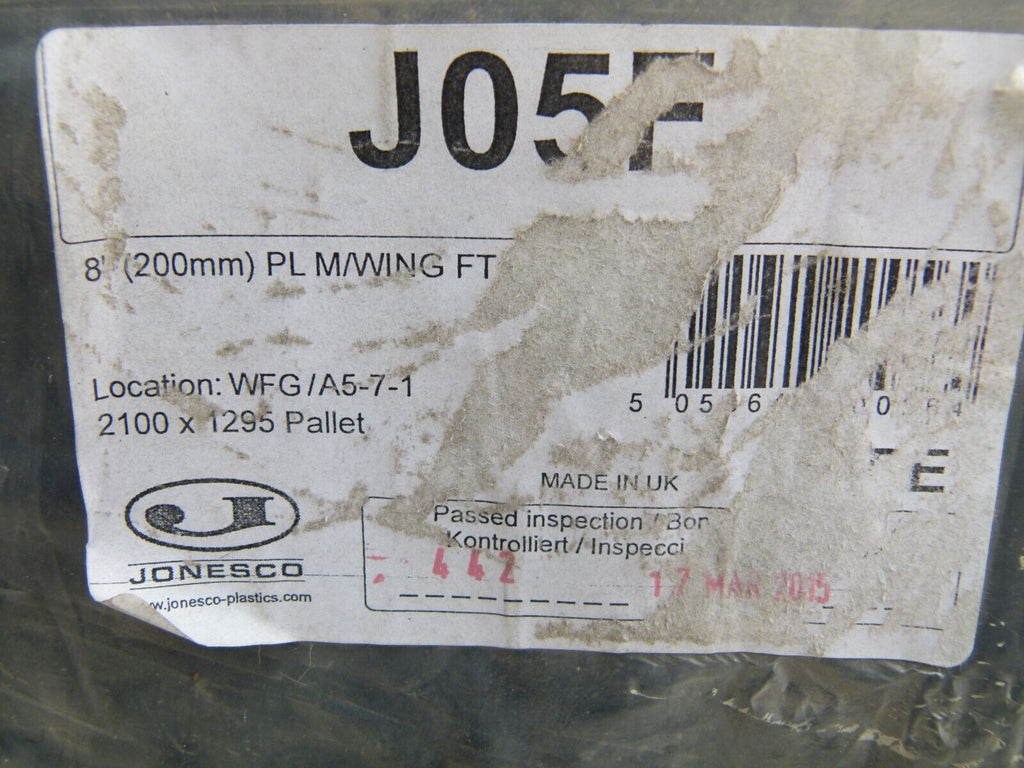 J05F
8" (200mm) PL M/WING FT
Location: WFG/A5-7-1
2100 x 1295 Pallet
MADE IN UK
Passed inspection / Bon
Kontrolliert / Inspecci
442
17 MAR 2015
J
JONESCO
www.jonesco-plastics.com